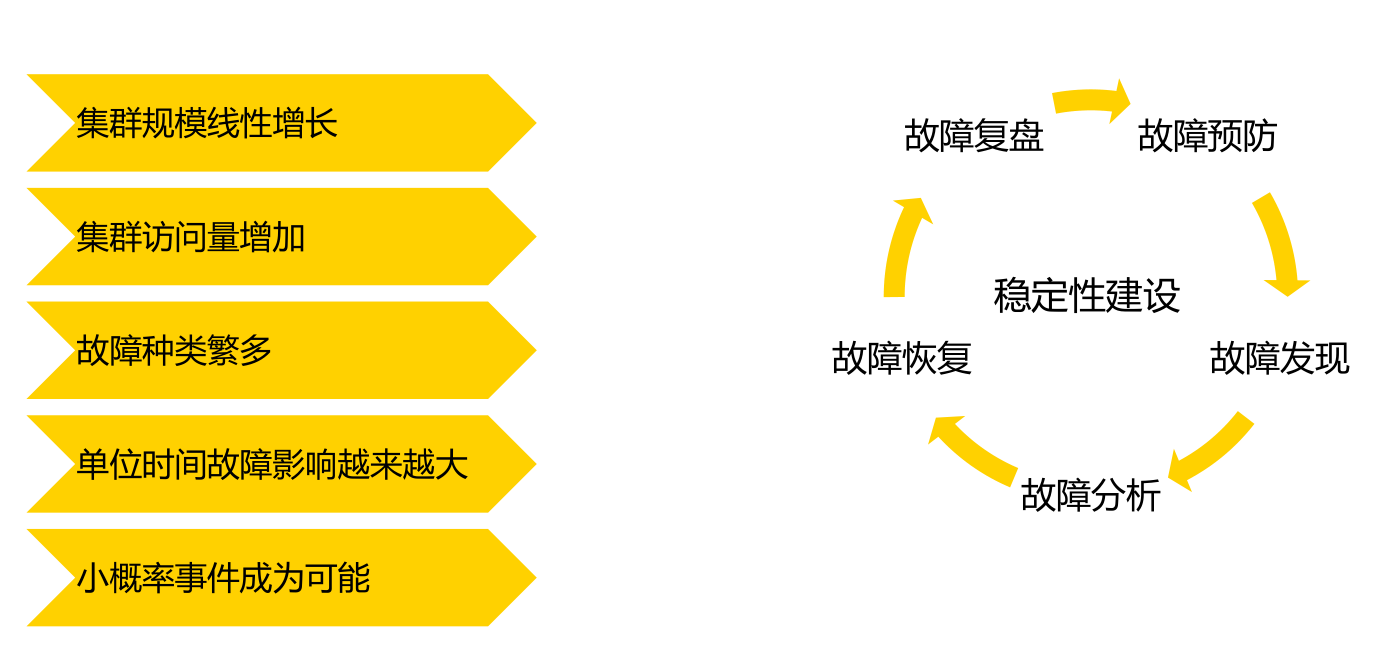 集群规模线性增长
集群访问量增加
故障种类繁多
单位时间故障影响越来越大
小概率事件成为可能
故障复盘
故障预防
稳定性建设
故障恢复
故障发现
故障分析